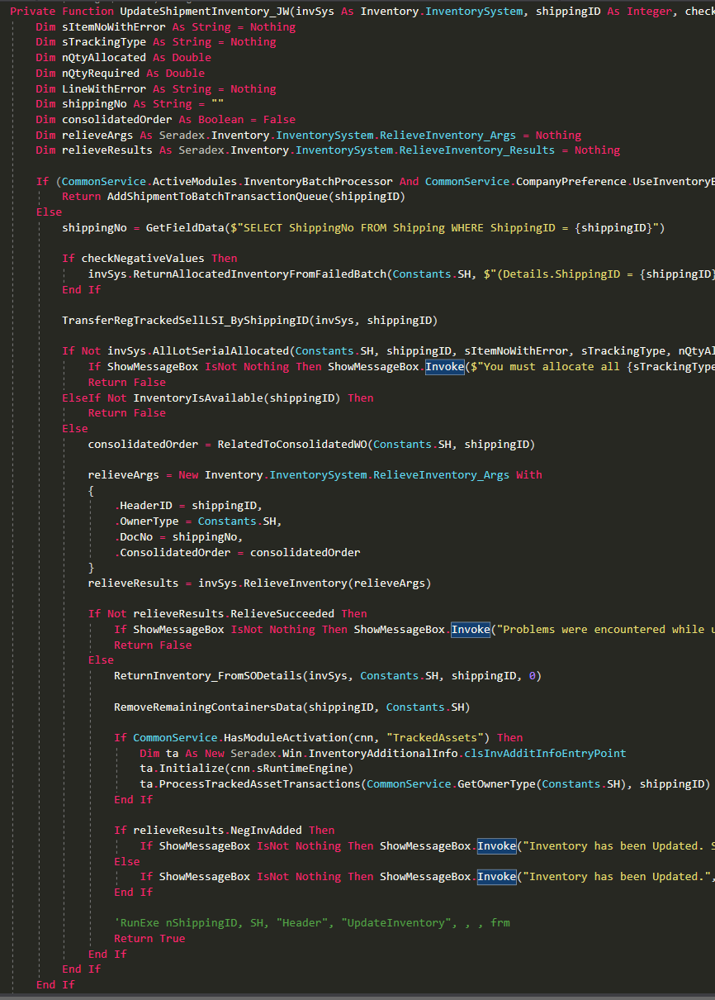 Private Function UpdateShipmentInventory_JW(invSys As Inventory.InventorySystem, shippingID As Integer, check
Dim sItemNoWithError As String = Nothing
Dim sTrackingType As String = Nothing
Dim nQtyAllocated As Double
Dim nQtyRequired As Double
Dim LineWithError As String = Nothing
Dim shippingNo As String = ""
Dim consolidatedOrder As Boolean = False
Dim relieveArgs As Seradex.Inventory.InventorySystem.RelieveInventory_Args = Nothing
Dim relieveResults As Seradex.Inventory.InventorySystem.RelieveInventory_Results = Nothing
If (CommonService.ActiveModules.InventoryBatchProcessor And CommonService.CompanyPreference.UseInventoryB
Return AddShipmentToBatchTransactionQueue(shippingID)
Else
shippingNo = GetFieldData($"SELECT ShippingNo FROM Shipping WHERE ShippingID = {shippingID}")
If checkNegativeValues Then
invSys.ReturnAllocatedInventoryFromFailedBatch(Constants.SH, $"(Details.ShippingID = {shippingID}
End If
TransferRegTrackedSellLSI_ByShippingID(invSys, shippingID)
If Not invSys.AllLotSerialAllocated(Constants.SH, shippingID, sItemNoWithError, sTrackingType, nQtyAl
If ShowMessageBox IsNot Nothing Then ShowMessageBox.Invoke($"You must allocate all {sTrackingType
Return False
ElseIf Not InventoryIsAvailable(shippingID) Then
Return False
Else
consolidatedOrder = RelatedToConsolidatedWO(Constants.SH, shippingID)
relieveArgs = New Inventory.InventorySystem.RelieveInventory_Args With
{
.HeaderID = shippingID,
.OwnerType = Constants.SH,
.DocNo = shippingNo,
.ConsolidatedOrder = consolidatedOrder
}
relieveResults = invSys.RelieveInventory(relieveArgs)
If Not relieveResults.RelieveSucceeded Then
If ShowMessageBox IsNot Nothing Then ShowMessageBox.Invoke("Problems were encountered while u
Return False
Else
ReturnInventory_FromSODetails(invSys, Constants.SH, shippingID, 0)
RemoveRemainingContainersData(shippingID, Constants.SH)
If CommonService.HasModuleActivation(cnn, "TrackedAssets") Then
Dim ta As New Seradex.Win.InventoryAdditionalInfo.clsInvAdditInfoEntryPoint
ta.Initialize(cnn.sRuntimeEngine)
ta.ProcessTrackedAssetTransactions(CommonService.GetOwnerType(Constants.SH), shippingID)
End If
If relieveResults.NegInvAdded Then
If ShowMessageBox IsNot Nothing Then ShowMessageBox.Invoke("Inventory has been Updated. S
Else
If ShowMessageBox IsNot Nothing Then ShowMessageBox.Invoke("Inventory has been Updated.",
End If
'RunExe nShippingID, SH, "Header", "UpdateInventory", , , frm
Return True
End If
End If
End If